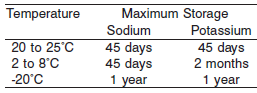 Temperature Maximum Storage
Sodium Potassium
20 to 25˚C 45 days 45 days
2 to 8˚C 45 days 2 months
-20˚C 1 year 1 year